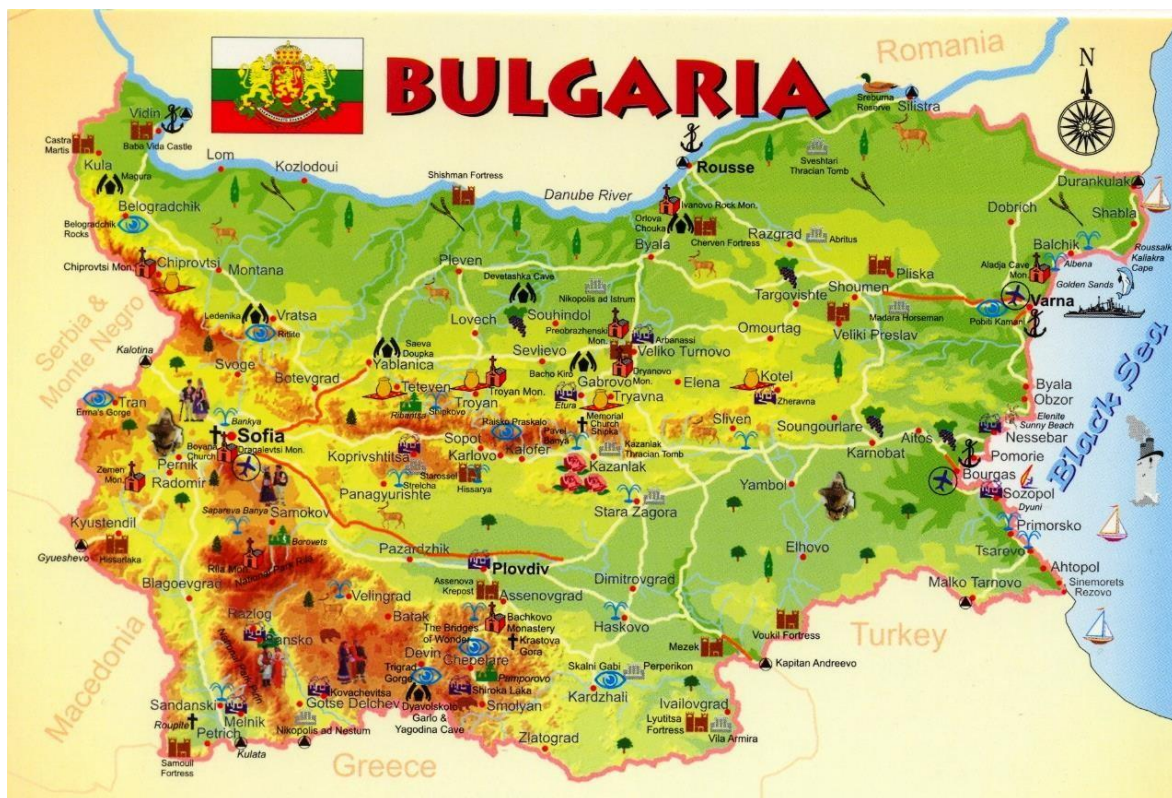 BULGARIA
Romania
N
Vidin
Baba Vida Castle
Castra
Martis
Kula
Magura
Lom
Kozlodoui
Belogradchik
Belogradchik
Rocks
Shishman Fortress
Danube River
Rousse
Sreburna
Reserve
Silistra
Sveshtari
Thracian Tomb
Durankulak
Shabla
Dobrich
Roussalka
Kaliakra
Cape
Balchik
Albena
Aladja Cave
Mon.
Golden Sands
Varna
Pobiti Kamani
Orlova
Chouka
Ivanovo Rock Mon.
Cherven Fortress
Razgrad
Abritus
Byala
Pliska
Targovishte
Shoumen
Madara Horseman
Veliki Preslav
Omourtag
Chiprovtsi Mon.
Chiprovtsi
Montana
Pleven
Devetashka Cave
Nikopolis ad Istrum
Serbia &
Monte Negro
Ledenika
Vratsa
Ritlite
Lovech
Souhindol
Preobrazhenski
Mon.
Arbanassi
Veliko Turnovo
Kalotina
Svoge
Saeva
Doupka
Yablanica
Sevlievo
Bacho Kiro
Dryanovo
Mon.
Botevgrad
Teteven
Troyan Mon.
Troyan
Gabrovo
Etura
Tryavna
Elena
Kotel
Zheravna
Byala
Obzor
Black Sea
Erma's Gorge
Tran
Bankya
Ribaritsa
Shipkovo
Raisko Praskalo
Memorial
Church
Shipka
Sliven
Soungourlare
Aitos
Elenite
Sunny Beach
Nessebar
Sofia
Boyana
Church
Dragalevtsi Mon.
Pernik
Koprivshtitsa
Sopot
Karlovo
Kalofer
Pavel
Banya
Kazanlak
Thracian Tomb
Kazanlak
Karnobat
Pomorie
Zemen
Mon.
Radomir
Starossel
Strelcha
Hissarya
Panagyurishte
Bourgas
Sozopol
Dyuni
Yambol
Stara Zagora
Kyustendil
Sapareva Banya
Samokov
Borovets
Gyueshevo
Hissarlaka
Primorsko
Tsarevo
Rila Mon.
National Park Rila
Pazardzhik
Plovdiv
Elhovo
Ahtopol
Blagoevgrad
Dimitrovgrad
Malko Tarnovo
Sinemorets
Rezovo
Velingrad
Assenova
Krepost
Assenovgrad
Macedonia
Razlog
Batak
The Bridges
of Wonder
Bachkovo
Monastery
Haskovo
Voukil Fortress
Turkey
Bansko
Krastova
Gora
Mezek
Devin
Chepelare
Kapitan Andreevo
Trigrad
Gorge
Pamporovo
Skalni Gabi
Perperikon
Kardzhali
Kovachevitsa
Shiroka Laka
Sandanski
Gotse Delchev
Smolyan
Ivailovgrad
Roupite
Melnik
Dyavolskoto
Garlo &
Yagodina Cave
Lyutitsa
Fortress
Vila Armira
Petrich
Nikopolis ad Nestum
Zlatograd
Kulata
Samouil
Fortress
Greece